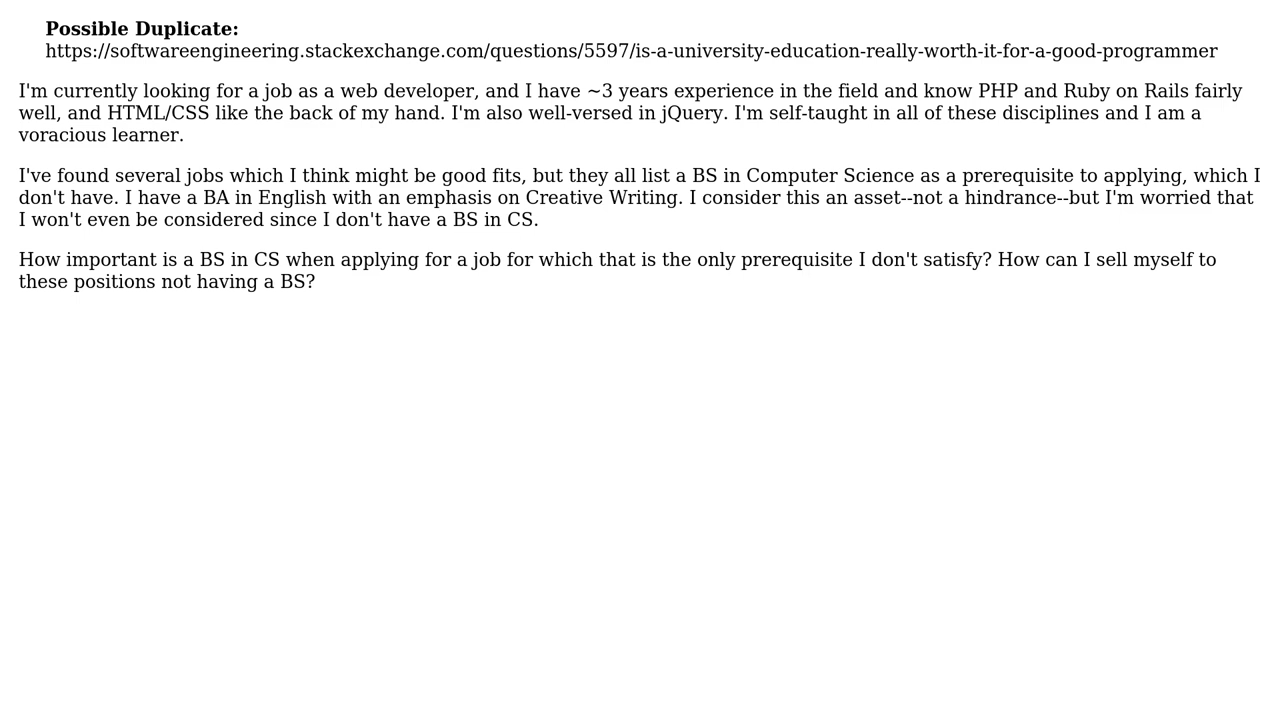 Possible Duplicate:
https://softwareengineering.stackexchange.com/questions/5597/is-a-university-education-really-worth-it-for-a-good-programmer
I'm currently looking for a job as a web developer, and I have ~3 years experience in the field and know PHP and Ruby on Rails fairly
well, and HTML/CSS like the back of my hand. I'm also well-versed in jQuery. I'm self-taught in all of these disciplines and I am a
voracious learner.
I've found several jobs which I think might be good fits, but they all list a BS in Computer Science as a prerequisite to applying, which I
don't have. I have a BA in English with an emphasis on Creative Writing. I consider this an asset--not a hindrance--but I'm worried that
I won't even be considered since I don't have a BS in CS.
How important is a BS in CS when applying for a job for which that is the only prerequisite I don't satisfy? How can I sell myself to
these positions not having a BS?